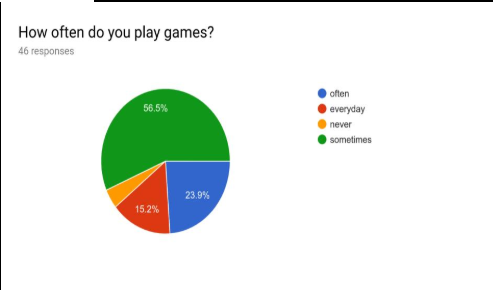 How often do you play games?
46 responses
56.5%
23.9%
15.2%
often
everyday
never
sometimes